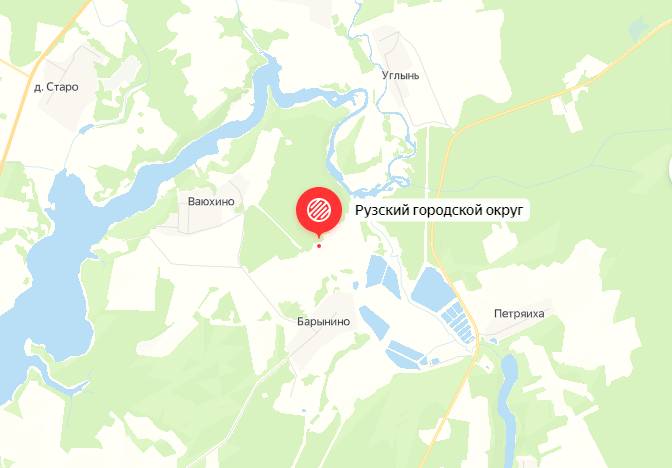 Углынь
д. Старо
Ваюхино
Рузский городской округ
Петряиха
Барынино